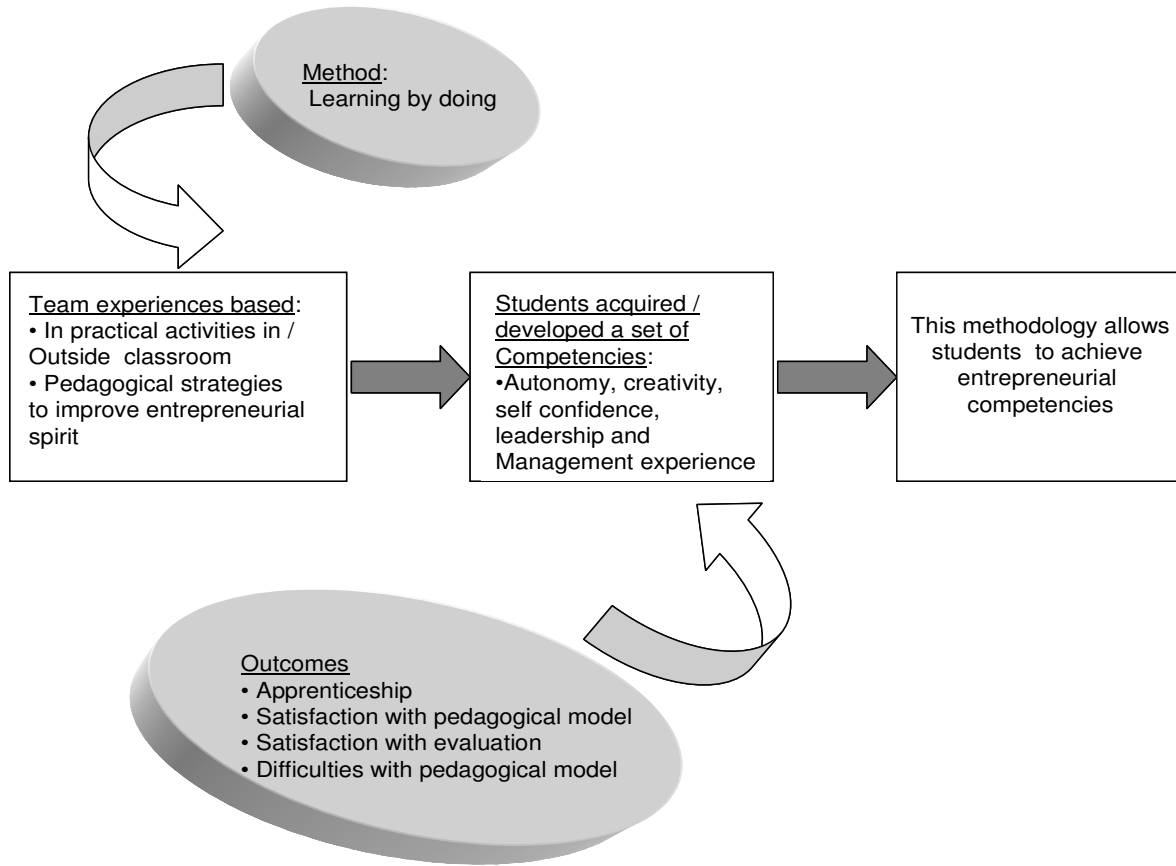 Method:
Learning by doing
Team experiences based:
• In practical activities in /
Outside classroom
• Pedagogical strategies
to improve entrepreneurial
spirit
Students acquired /
developed a set of
Competencies:
•Autonomy, creativity,
self confidence,
leadership and
Management experience
This methodology allows
students to achieve
entrepreneurial
competencies
Outcomes
• Apprenticeship
• Satisfaction with pedagogical model
• Satisfaction with evaluation
• Difficulties with pedagogical model